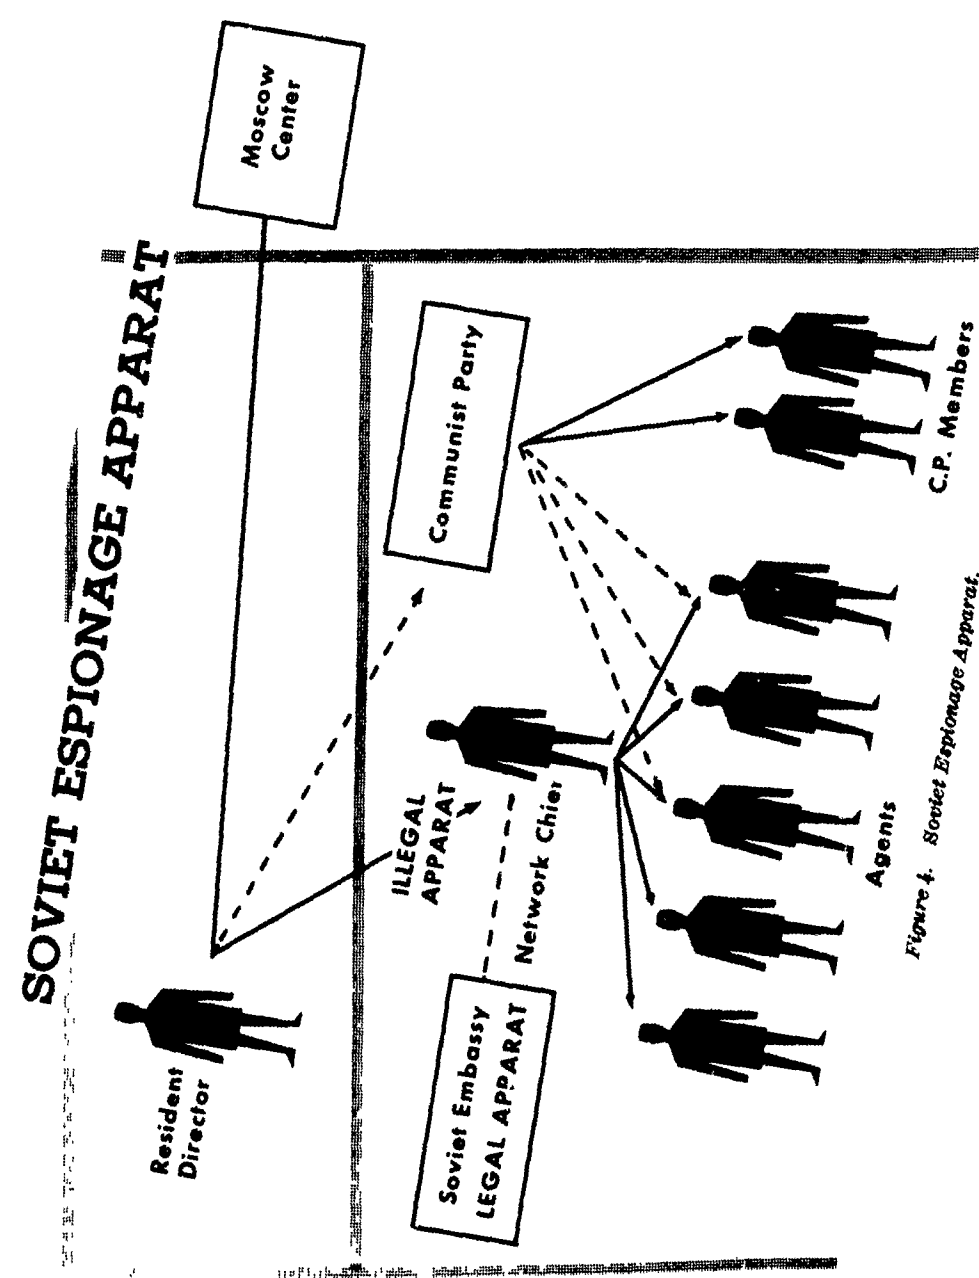 SOVIET ESPIONAGE APPARAT
Moscow
Center
Resident
Director
Communist Party
ILLEGAL
APPARAT
Network Chief
Soviet Embassy
LEGAL APPARAT
C.P. Members
Agents
Figure 4. Soviet Espionage Apparat.